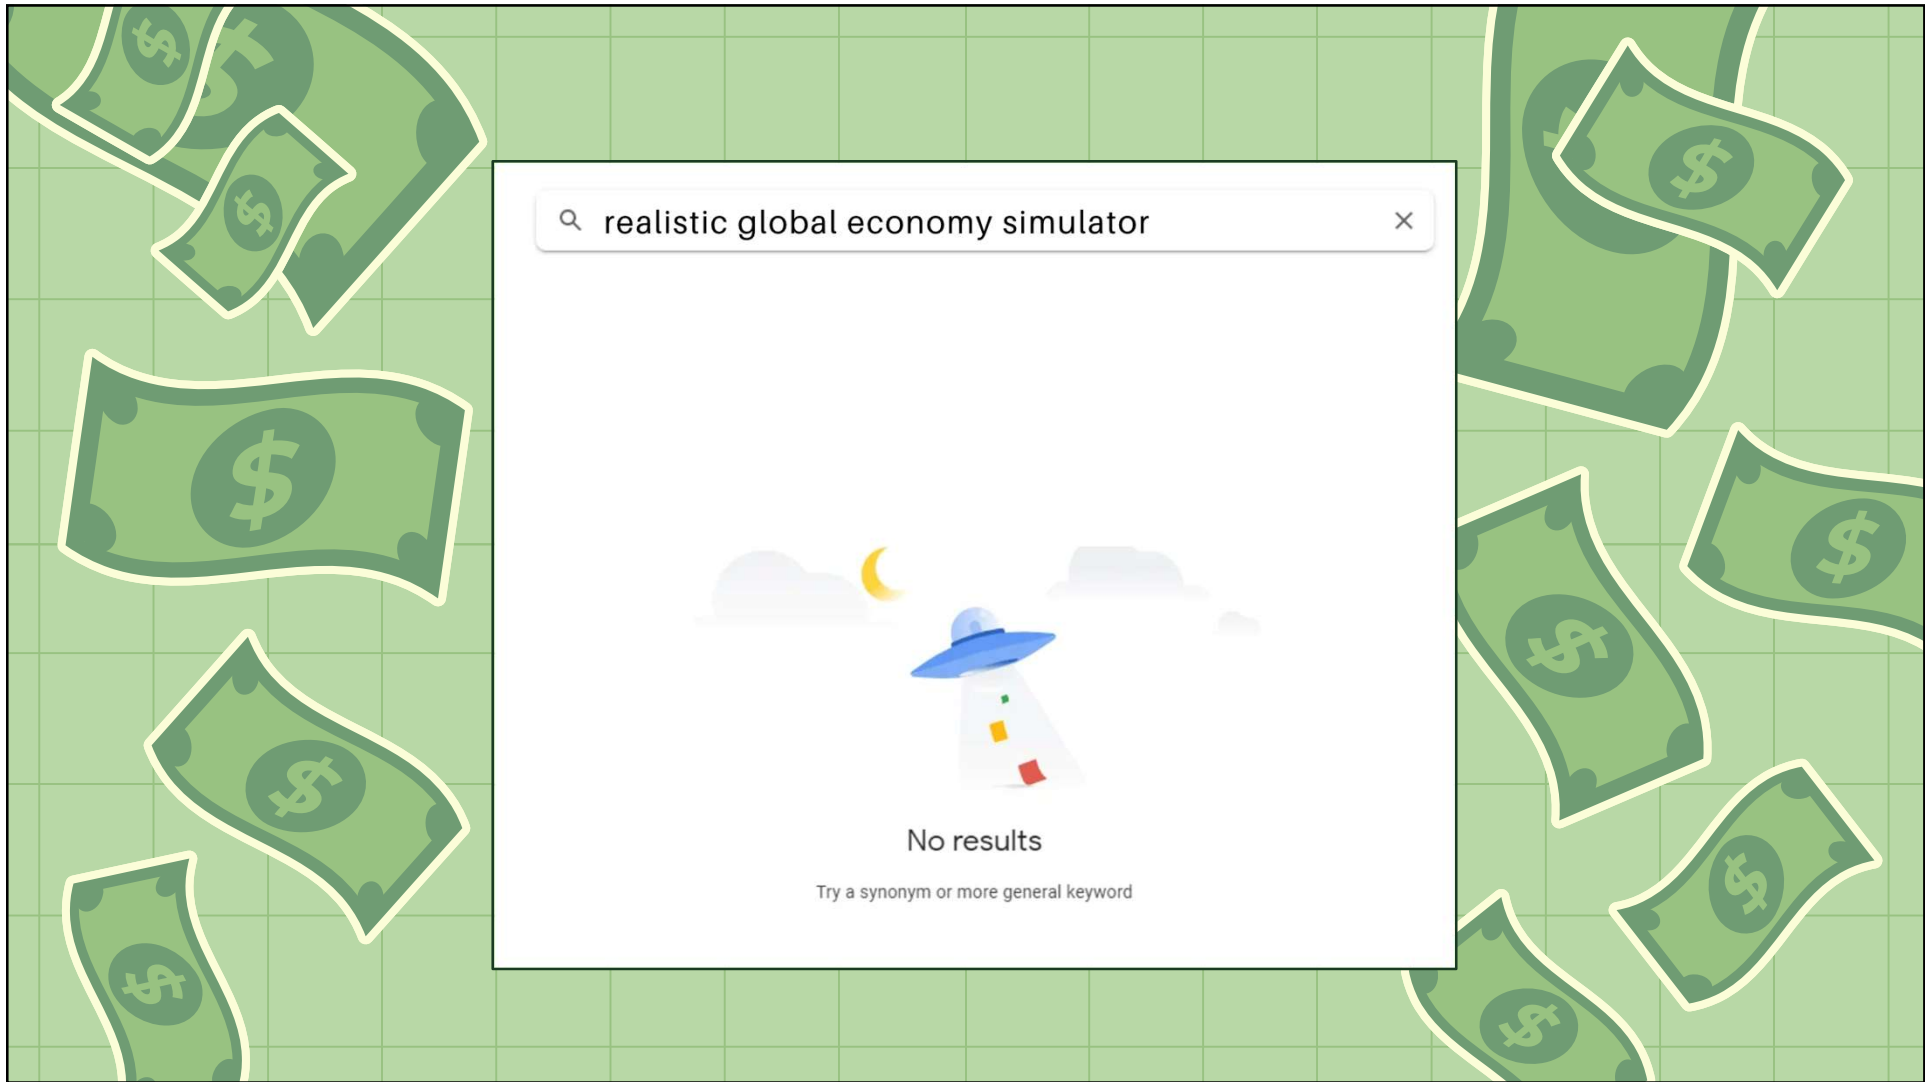 realistic global economy simulator
No results
Try a synonym or more general keyword